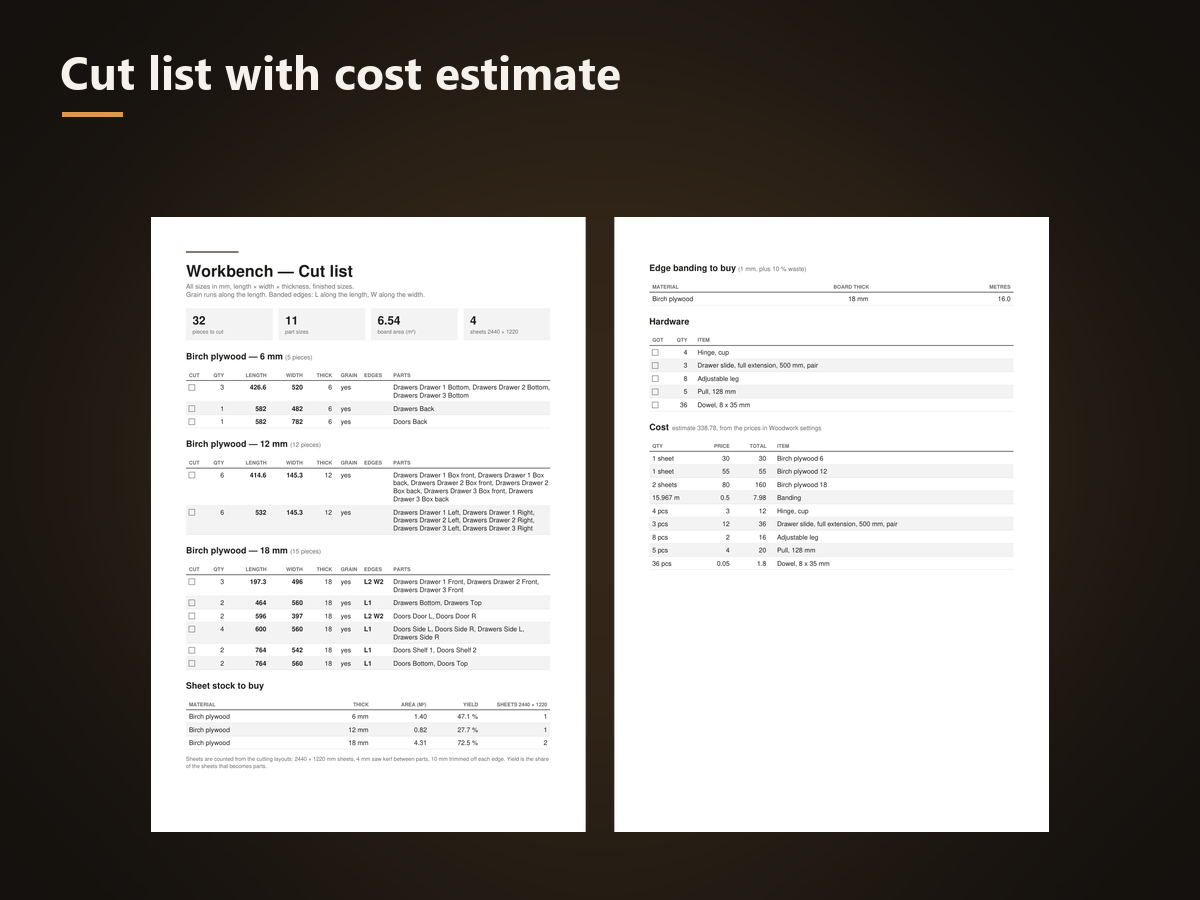 Cut list with cost estimate
Workbench — Cut list
All sizes in mm, length × width × thickness, finished sizes.
Grain runs along the length. Banded edges: L along the length, W along the width.
32 11 6.54 4
pieces to cut part sizes board area (m²) sheets 2440 × 1220
Birch plywood — 6 mm (5 pieces)
CUT QTY LENGTH WIDTH THICK GRAIN EDGES PARTS
☐ 3 426.6 520 6 yes Drawers Drawer 1 Bottom, Drawers Drawer 2 Bottom,
Drawers Drawer 3 Bottom
☐ 1 582 482 6 yes Drawers Back
☐ 1 582 782 6 yes Doors Back
Birch plywood — 12 mm (12 pieces)
CUT QTY LENGTH WIDTH THICK GRAIN EDGES PARTS
☐ 6 414.6 145.3 12 yes Drawers Drawer 1 Box front, Drawers Drawer 1 Box
back, Drawers Drawer 2 Box front, Drawers Drawer 2
Box back, Drawers Drawer 3 Box front, Drawers
Drawer 3 Box back
☐ 6 532 145.3 12 yes Drawers Drawer 1 Left, Drawers Drawer 1 Right,
Drawers Drawer 2 Left, Drawers Drawer 2 Right,
Drawers Drawer 3 Left, Drawers Drawer 3 Right
Birch plywood — 18 mm (15 pieces)
CUT QTY LENGTH WIDTH THICK GRAIN EDGES PARTS
☐ 3 197.3 496 18 yes L2 W2 Drawers Drawer 1 Front, Drawers Drawer 2 Front,
Drawers Drawer 3 Front
☐ 2 464 560 18 yes L1 Drawers Bottom, Drawers Top
☐ 2 596 397 18 yes L2 W2 Doors Door L, Doors Door R
☐ 4 600 560 18 yes L1 Doors Side L, Doors Side R, Drawers Side L,
Drawers Side R
☐ 2 764 542 18 yes L1 Doors Shelf 1, Doors Shelf 2
☐ 2 764 560 18 yes L1 Doors Bottom, Doors Top
Sheet stock to buy
MATERIAL THICK AREA (M²) YIELD SHEETS 2440 × 1220
Birch plywood 6 mm 1.40 47.1 % 1
Birch plywood 12 mm 0.82 27.7 % 1
Birch plywood 18 mm 4.31 72.5 % 2
Sheets are counted from the cutting layouts: 2440 × 1220 mm sheets, 4 mm saw kerf between parts, 10 mm trimmed off each edge. Yield is the share
of the sheets that becomes parts.
Edge banding to buy (1 mm, plus 10 % waste)
MATERIAL BOARD THICK METRES
Birch plywood 18 mm 16.0
Hardware
GOT QTY ITEM
☐ 4 Hinge, cup
☐ 3 Drawer slide, full extension, 500 mm, pair
☐ 8 Adjustable leg
☐ 5 Pull, 128 mm
☐ 36 Dowel, 8 x 35 mm
Cost estimate 338.78, from the prices in Woodwork settings
QTY PRICE TOTAL ITEM
1 sheet 30 30 Birch plywood 6
1 sheet 55 55 Birch plywood 12
2 sheets 80 160 Birch plywood 18
15.967 m 0.5 7.98 Banding
4 pcs 3 12 Hinge, cup
3 pcs 12 36 Drawer slide, full extension, 500 mm, pair
8 pcs 2 16 Adjustable leg
5 pcs 4 20 Pull, 128 mm
36 pcs 0.05 1.8 Dowel, 8 x 35 mm